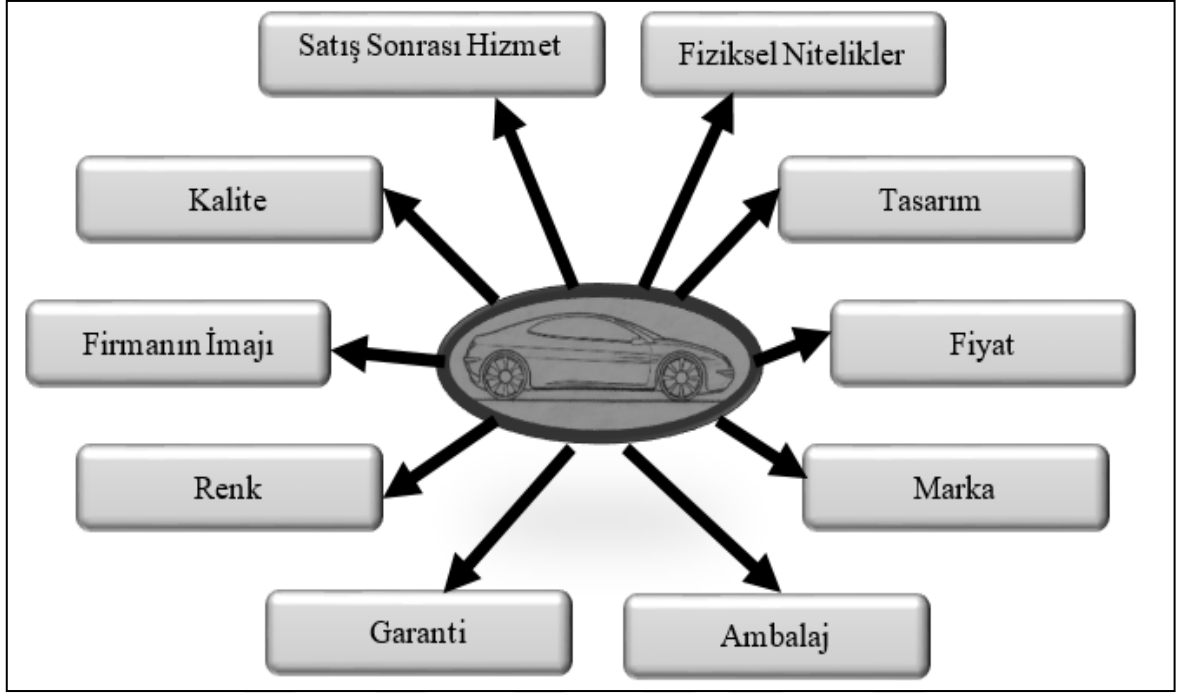 Satış Sonrası Hizmet
Fiziksel Nitelikler
Kalite
Tasarım
Firmanın İmajı
Fiyat
Renk
Marka
Garanti
Ambalaj